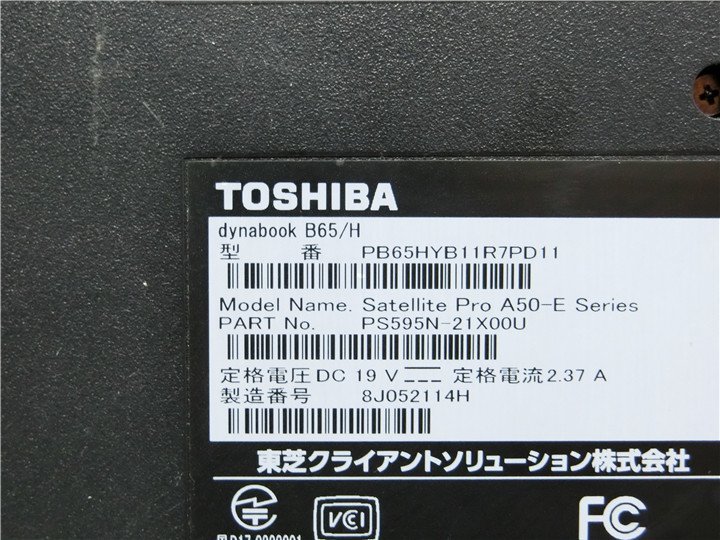 TOSHIBA
dynabook B65/H
型 番 PB65HYB11R7PD11
Model Name. Satellite Pro A50-E Series
PART No. PS595N-21X00U
定格電圧DC 19 V 定格電流2.37 A
製造番号 8J052114H
東芝クライアントソリューション株式会社
VCI
FC